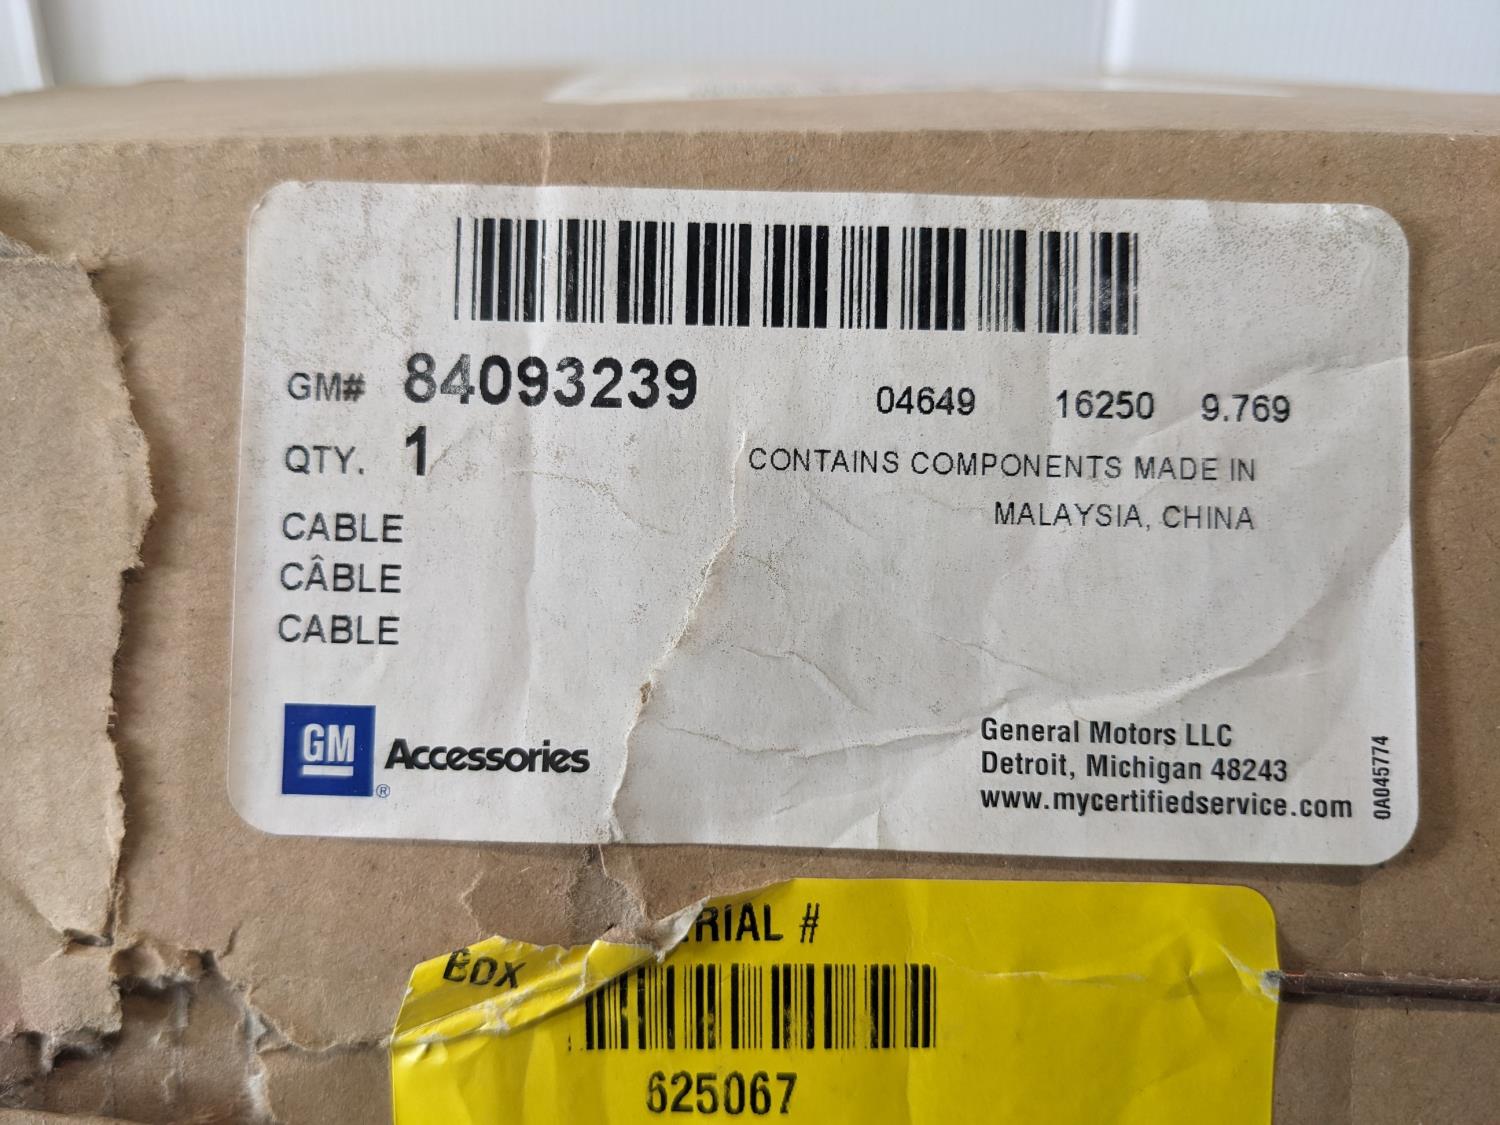 GM# 84093239
04649 16250 9.769
QTY. 1
CONTAINS COMPONENTS MADE IN
MALAYSIA, CHINA
CABLE
CÂBLE
CABLE
GM ® Accessories
General Motors LLC
Detroit, Michigan 48243
www.mycertifiedservice.com
0A045774
RIAL #
BOX
625067